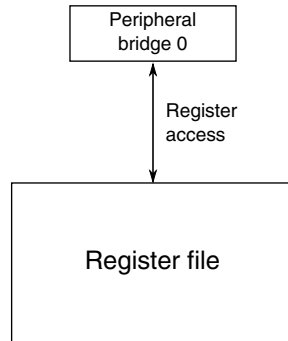 Peripheral
bridge 0
Register
access
Register file